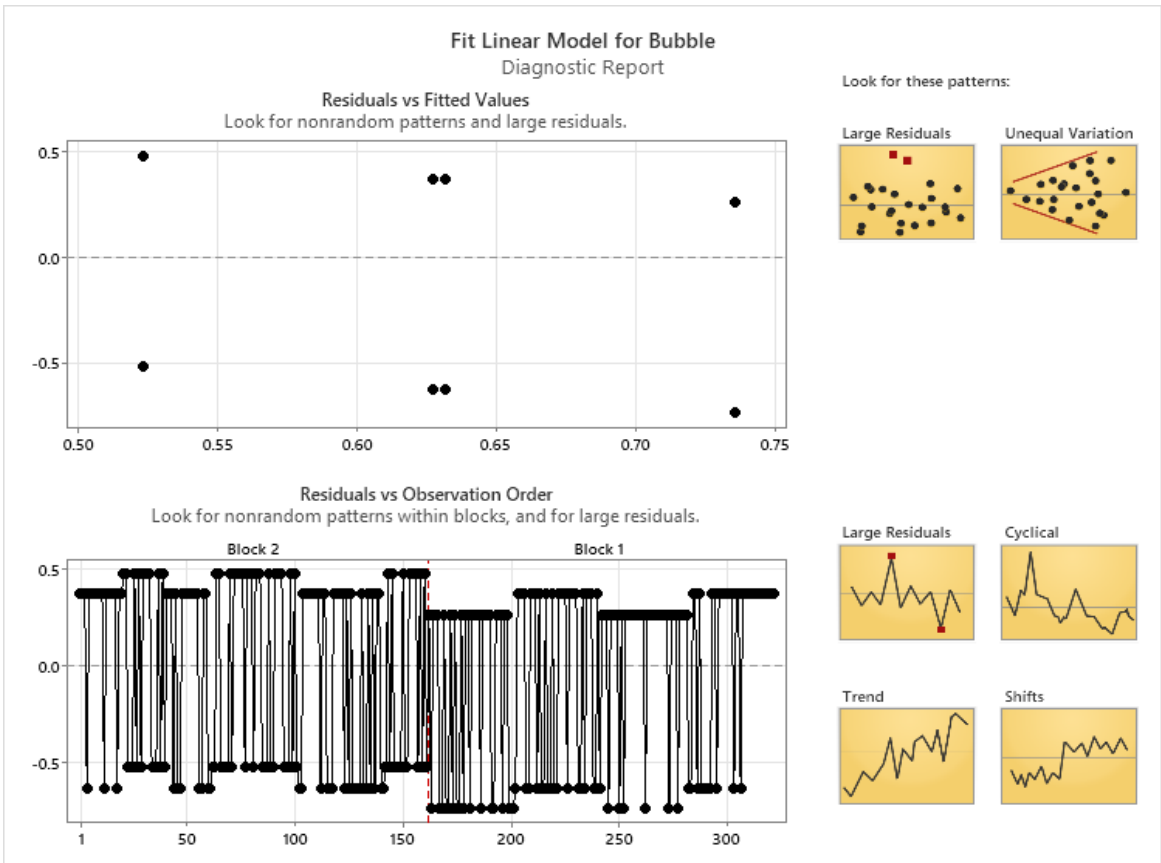 Fit Linear Model for Bubble
Diagnostic Report
Look for these patterns:
Residuals vs Fitted Values
Look for nonrandom patterns and large residuals.
Large Residuals
Unequal Variation
0.5
0.0
-0.5
0.50 0.55 0.60 0.65 0.70 0.75
Residuals vs Observation Order
Look for nonrandom patterns within blocks, and for large residuals.
Large Residuals
Cyclical
Block 2
Block 1
0.5
0.0
-0.5
Trend
Shifts
1 50 100 150 200 250 300